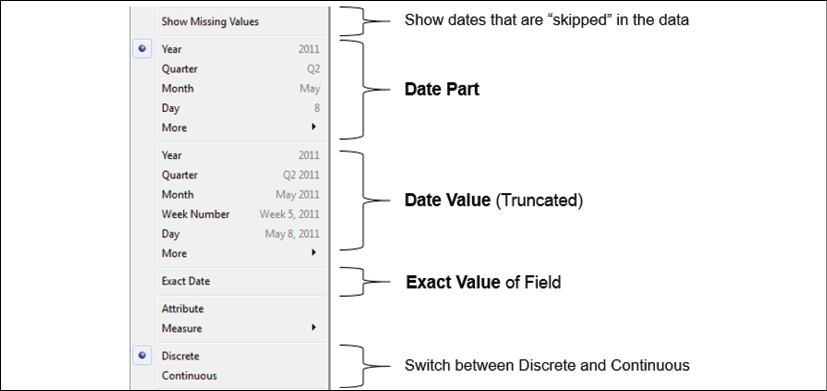 Show Missing Values
Show dates that are “skipped” in the data
Year 2011
Quarter Q2
Month May
Day 8
More
Date Part
Year 2011
Quarter Q2 2011
Month May 2011
Week Number Week 5, 2011
Day May 8, 2011
More
Date Value (Truncated)
Exact Date
Exact Value of Field
Attribute
Measure
Discrete
Continuous
Switch between Discrete and Continuous